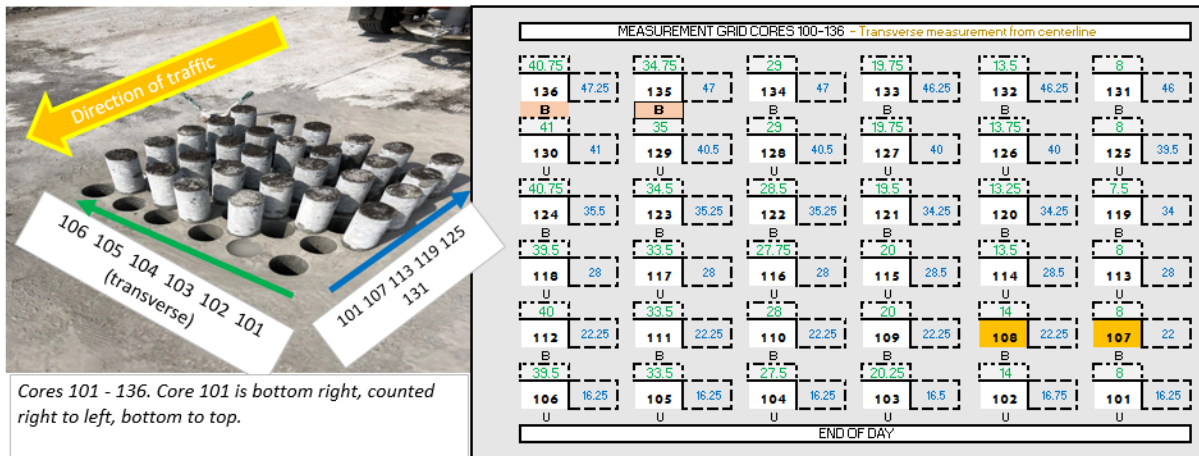 Direction of traffic
106 105 104 103 102 101
(transverse)
101 107 113 119 125
131
Cores 101 - 136. Core 101 is bottom right, counted
right to left, bottom to top.
MEASUREMENT GRID CORES 100-136 - Transverse measurement from centerline
40.75 34.75 29 19.75 13.5 8
136 47.25 135 47 134 47 133 46.25 132 46.25 131 46
B B B B B B
41 35 29 19.75 13.75 8
130 41 129 40.5 128 40.5 127 40 126 40 125 39.5
U U U U U U
40.75 34.5 28.5 19.5 13.25 7.5
124 35.5 123 35.25 122 35.25 121 34.25 120 34.25 119 34
B B B B B B
39.5 33.5 27.75 20 13.5 8
118 28 117 28 116 28 115 28.5 114 28.5 113 28
U U U U U U
40 33.5 28 20 14 8
112 22.25 111 22.25 110 22.25 109 22.25 108 22.25 107 22
B B B B B B
39.5 33.5 27.5 20.25 14 8
106 16.25 105 16.25 104 16.25 103 16.5 102 16.75 101 16.25
U U U U U U
END OF DAY